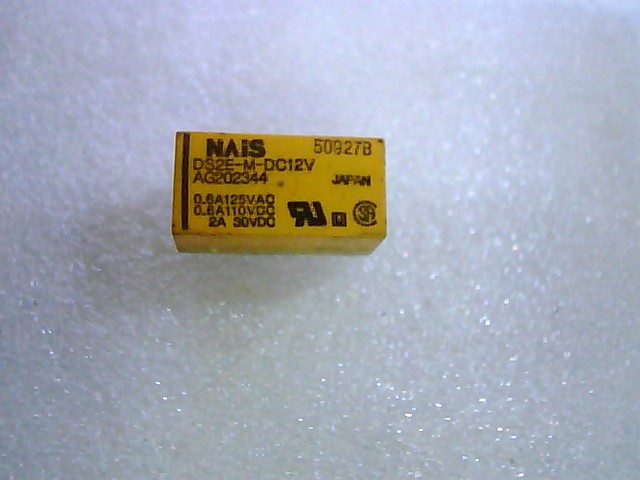 NAIS 50927B
DS2E-M-DC12V
AG202344 JAPAN
0.6A125VAC
0.6A110VDC
2A 30VDC